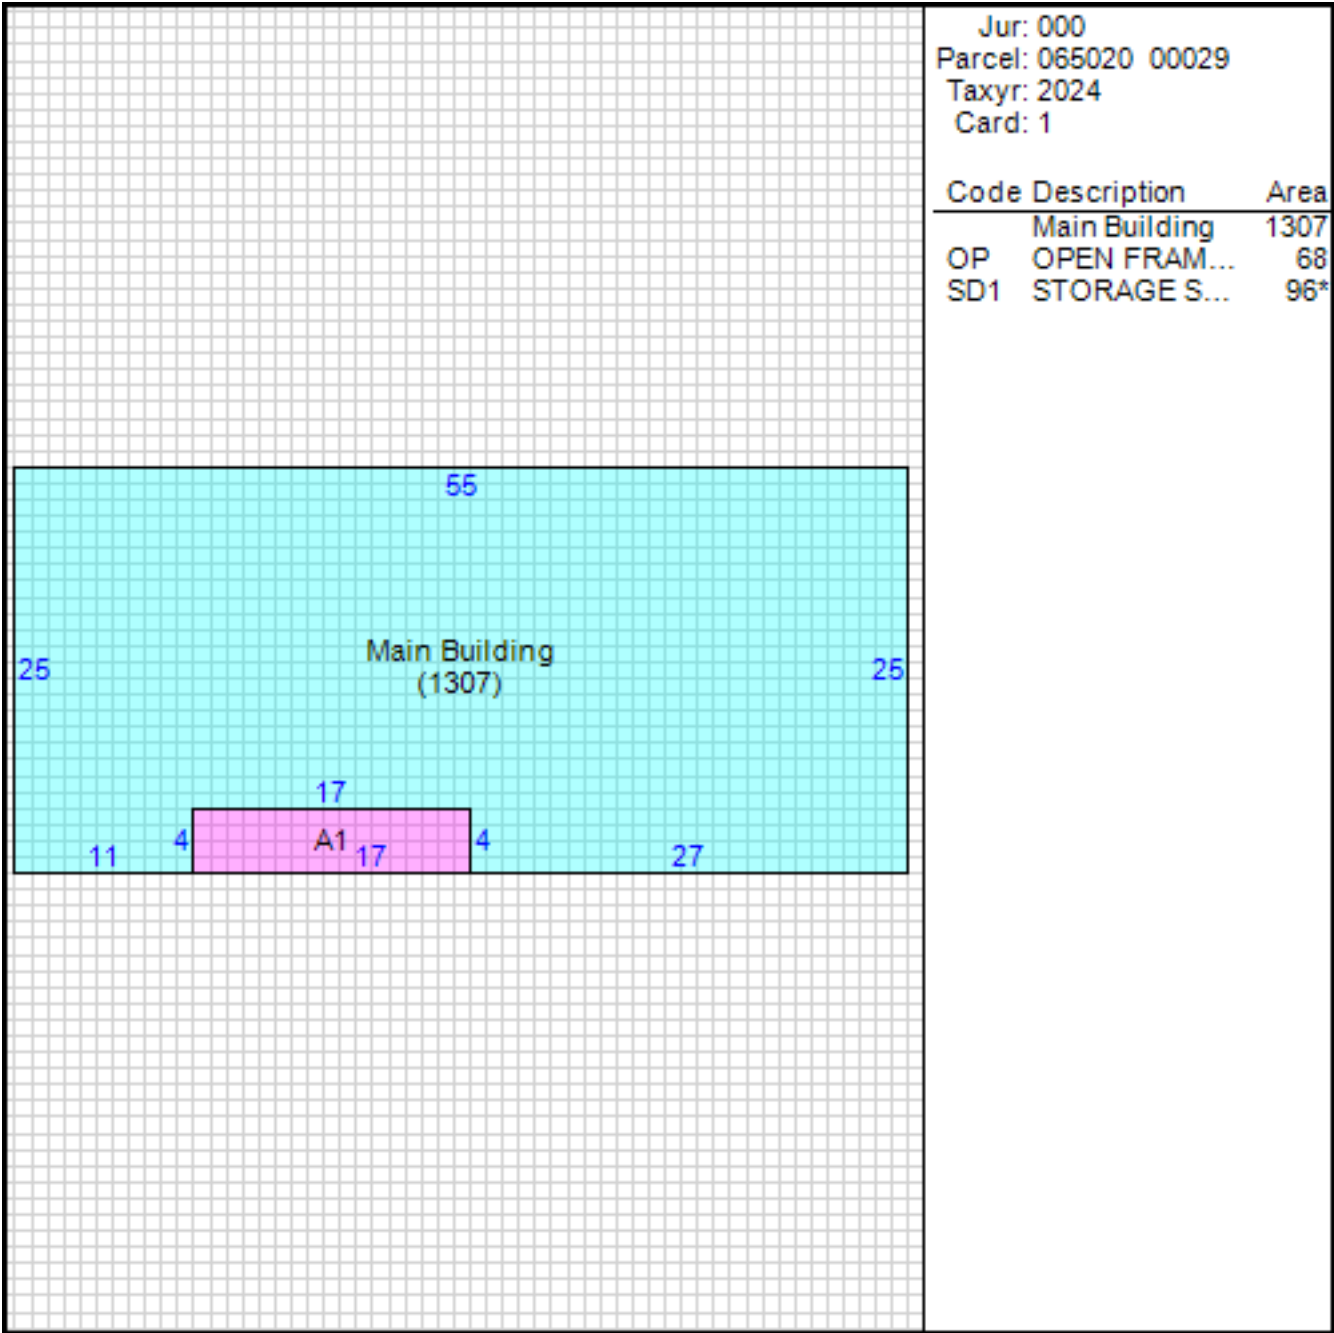 Jur: 000
Parcel: 065020 00029
Taxyr: 2024
Card: 1
Code Description Area
Main Building 1307
OP OPEN FRAM... 68
SD1 STORAGE S... 96*
55
Main Building
(1307)
25 25
17
4 A1 4
11 17 27